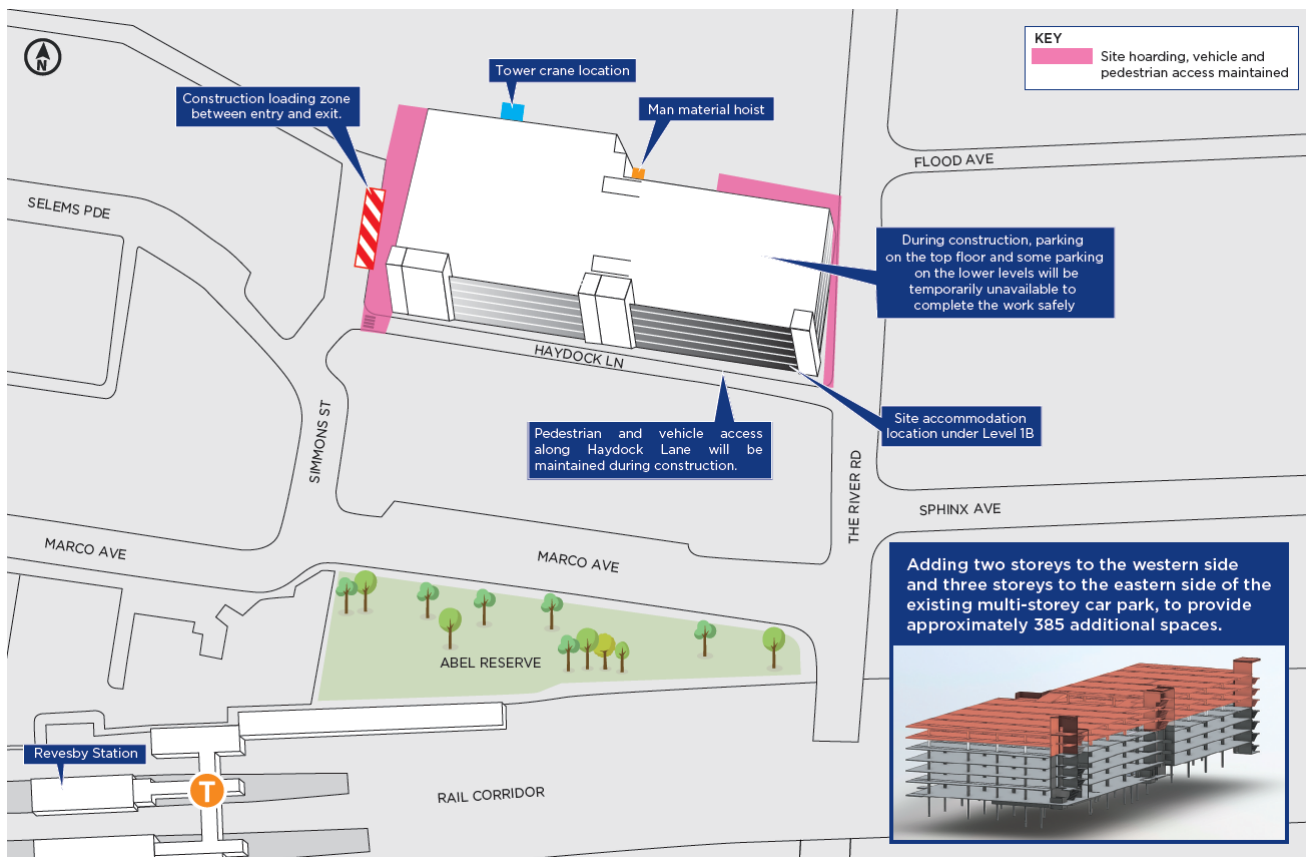 N
KEY
Site hoarding, vehicle and
pedestrian access maintained
Tower crane location
Construction loading zone
between entry and exit.
Man material hoist
FLOOD AVE
SELEMS PDE
During construction, parking
on the top floor and some parking
on the lower levels will be
temporarily unavailable to
complete the work safely
HAYDOCK LN
Site accommodation
location under Level 1B
Pedestrian and vehicle access
along Haydock Lane will be
maintained during construction.
SIMMONS ST
THE RIVER RD
SPHINX AVE
MARCO AVE
MARCO AVE
Adding two storeys to the western side
and three storeys to the eastern side of the
existing multi-storey car park, to provide
approximately 385 additional spaces.
ABEL RESERVE
Revesby Station
T
RAIL CORRIDOR